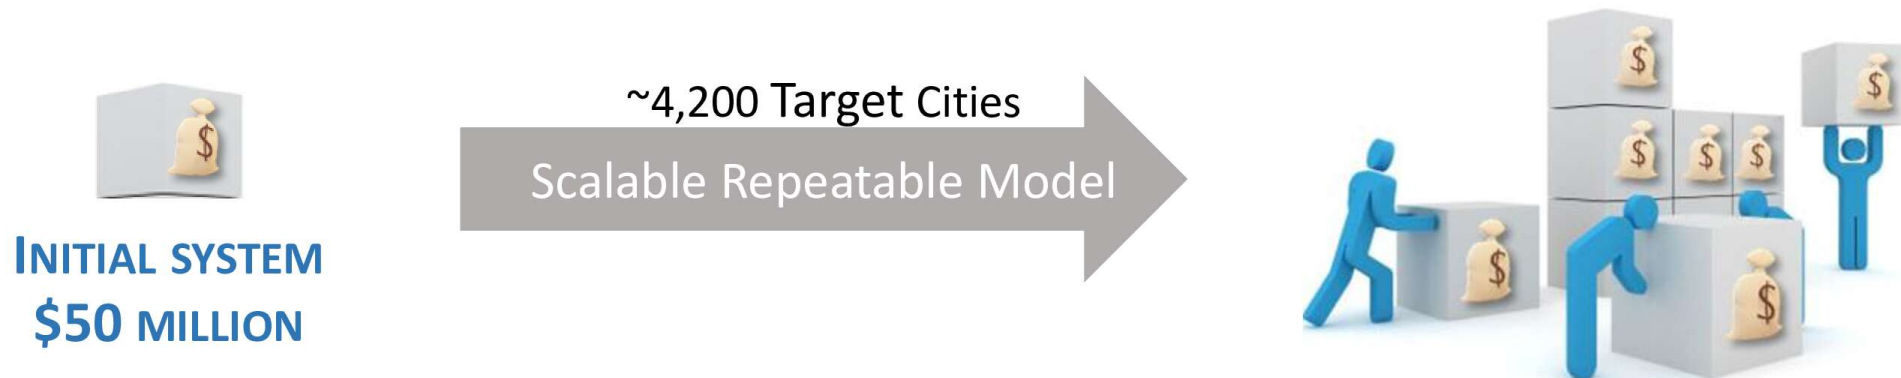 ~4,200 Target Cities
Scalable Repeatable Model
INITIAL SYSTEM
$50 MILLION
$
$
$
$
$
$
$
$